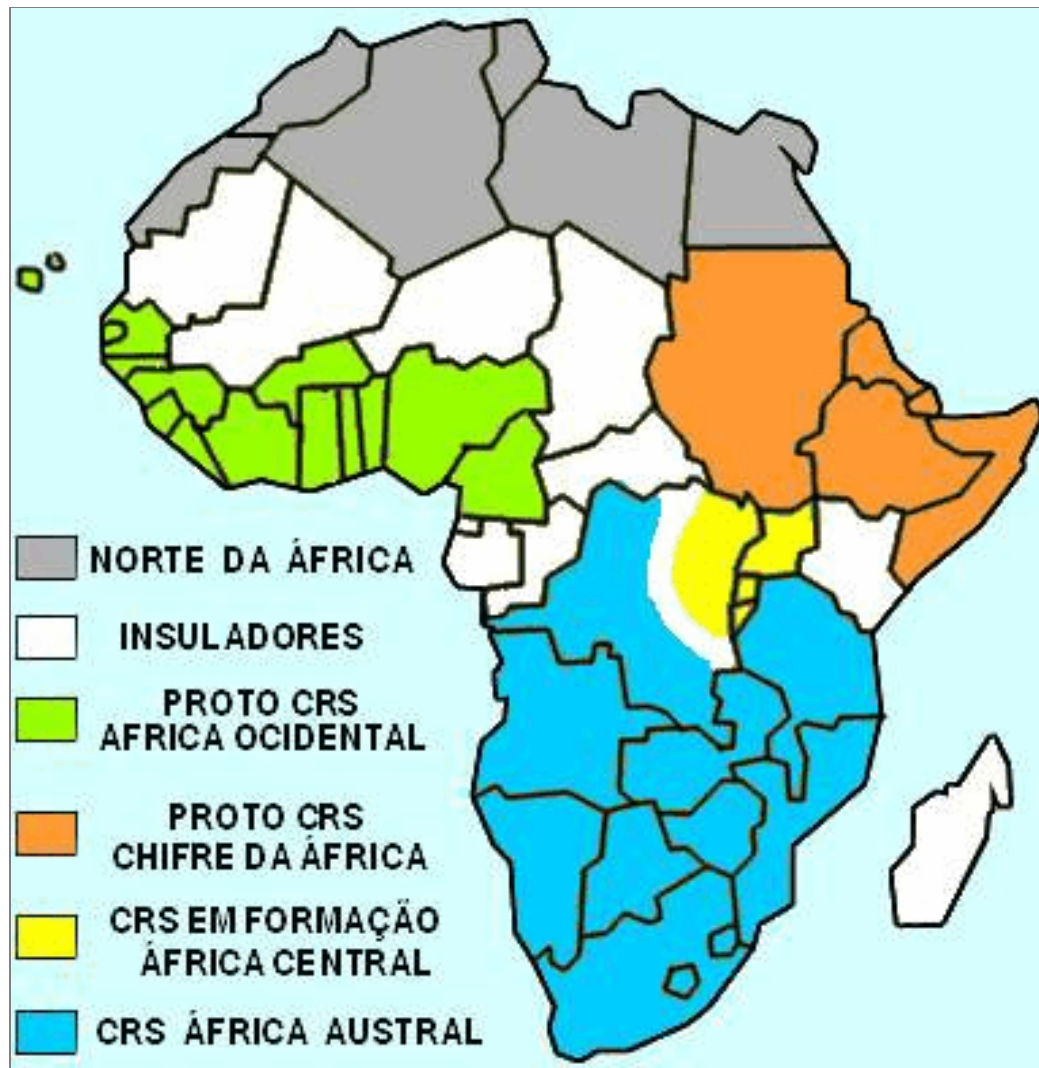 NORTE DA ÁFRICA
INSULADORES
PROTO CRS
AFRICA OCIDENTAL
PROTO CRS
CHIFRE DA ÁFRICA
CRS EM FORMAÇÃO
ÁFRICA CENTRAL
CRS ÁFRICA AUSTRAL